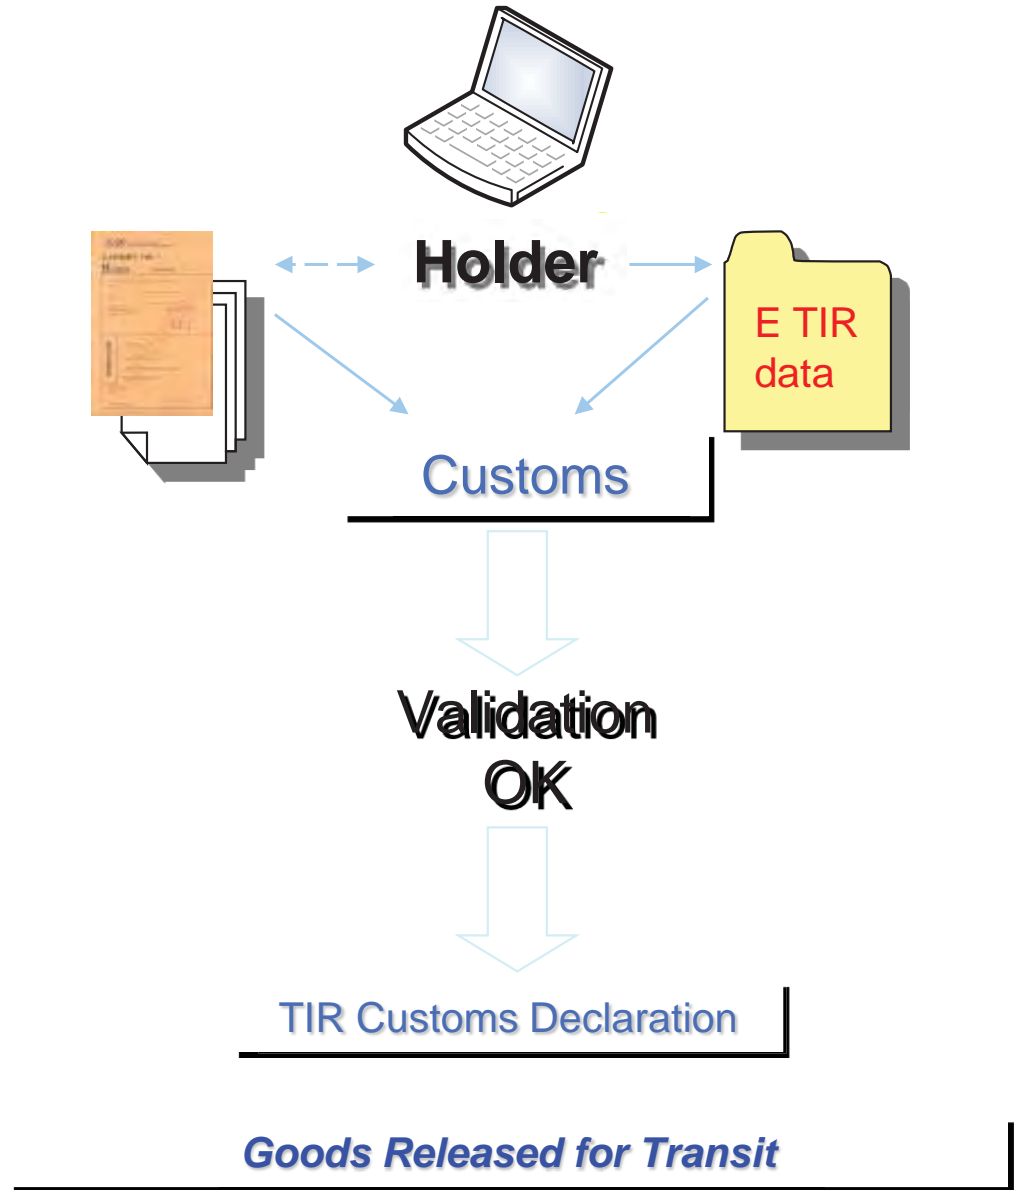 Holder
E TIR
data
Customs
Validation
OK
TIR Customs Declaration
Goods Released for Transit